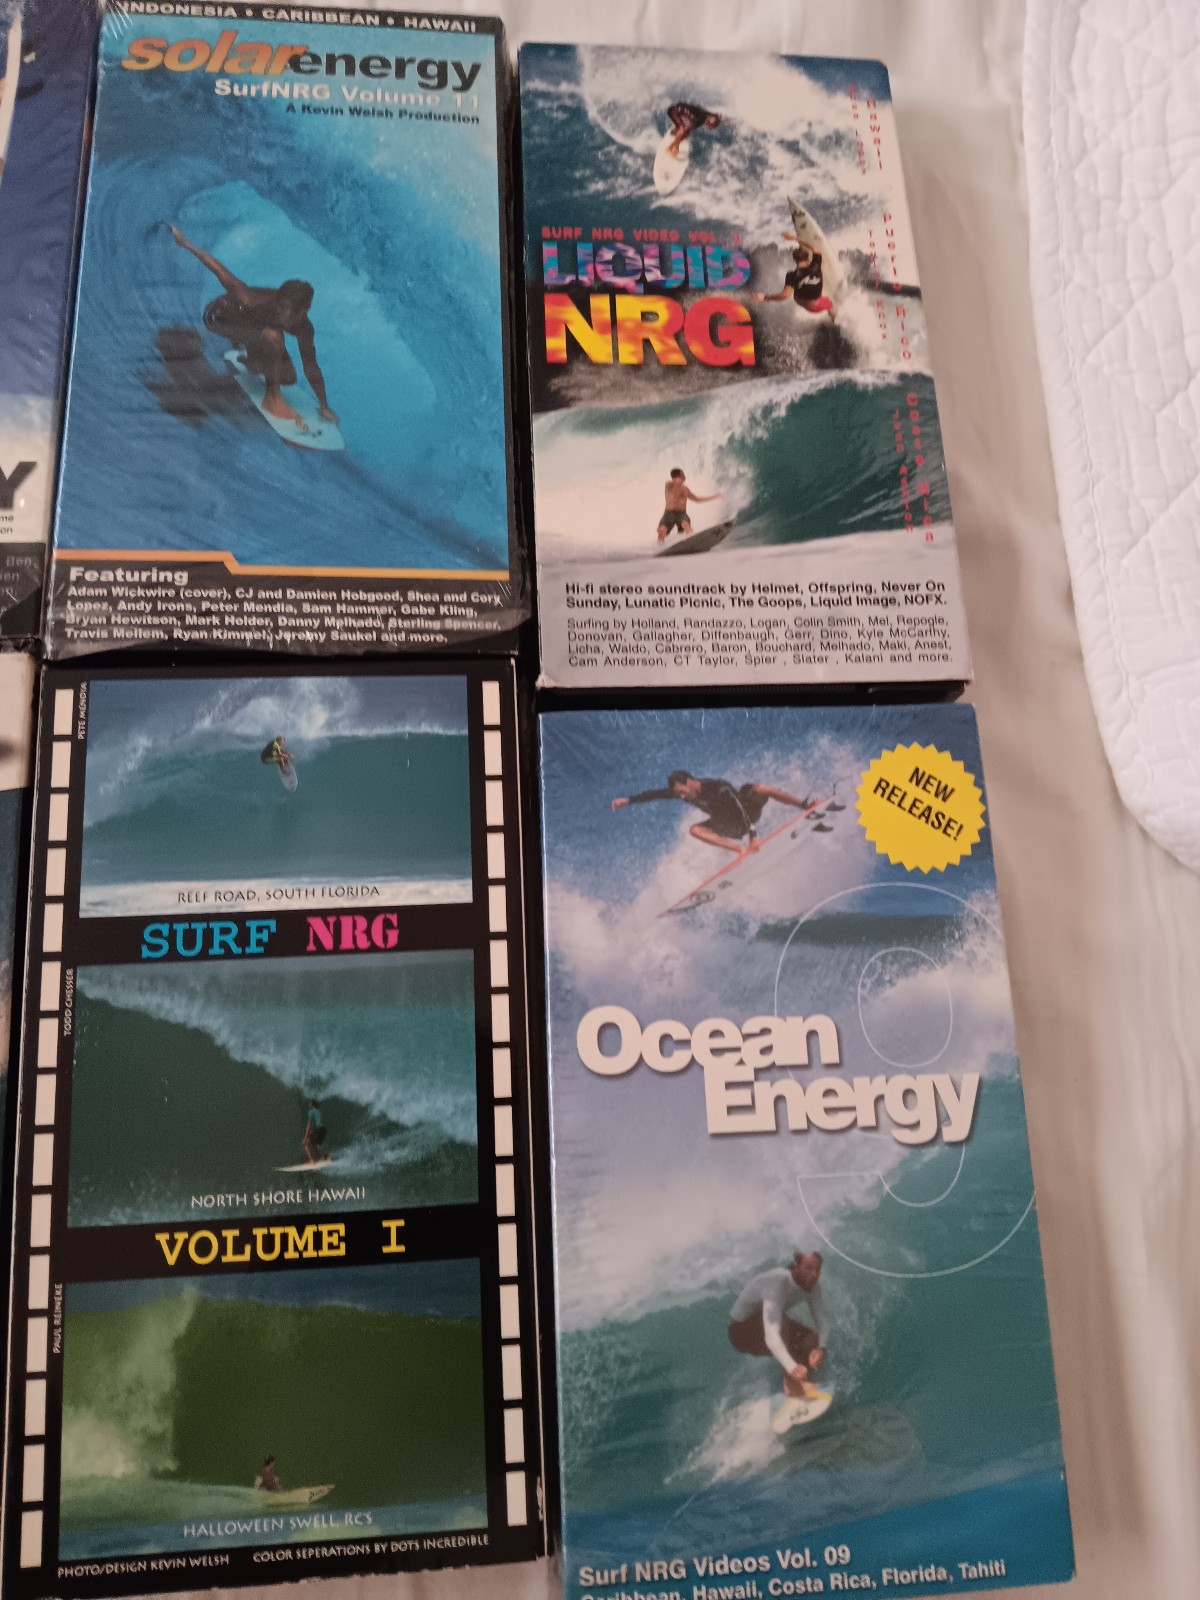 INDONESIA • CARIBBEAN • HAWAII
solarenergy
SurfNRG Volume 11
A Kevin Welsh Production
Featuring
Adam Wickwire (cover), CJ and Damien Hobgood, Shea and Cory
Lopez, Andy Irons, Peter Mendia, Sam Hammer, Gabe Kling,
Bryan Hewitson, Mark Holder, Danny Melhado, Sterling Spencer,
Travis Mellem, Ryan Kimmel, Jeremy Saukel and more.
Y
Ben,
SURF NRG VIDEO VOL.
LIQUID
NRG
Hawaii
Puerto Rico
Costa Rica
Hi-fi stereo soundtrack by Helmet, Offspring, Never On
Sunday, Lunatic Picnic, The Goops, Liquid Image, NOFX.
Surfing by Holland, Randazzo, Logan, Colin Smith, Mel, Repogle,
Donovan, Gallagher, Diffenbaugh, Gerr, Dino, Kyle McCarthy,
Licha, Waldo, Cabrero, Baron, Bouchard, Melhado, Maki, Anest,
Cam Anderson, CT Taylor, Spier , Slater , Kalani and more.
PETE MENDIA
REEF ROAD, SOUTH FLORIDA
SURF NRG
TODD CHESSER
NORTH SHORE HAWAII
VOLUME I
PAUL REINEKE
HALLOWEEN SWELL, RC'S
PHOTO/DESIGN KEVIN WELSH COLOR SEPERATIONS BY DOTS INCREDIBLE
NEW
RELEASE!
9
Ocean
Energy
Surf NRG Videos Vol. 09
Caribbean, Hawaii, Costa Rica, Florida, Tahiti